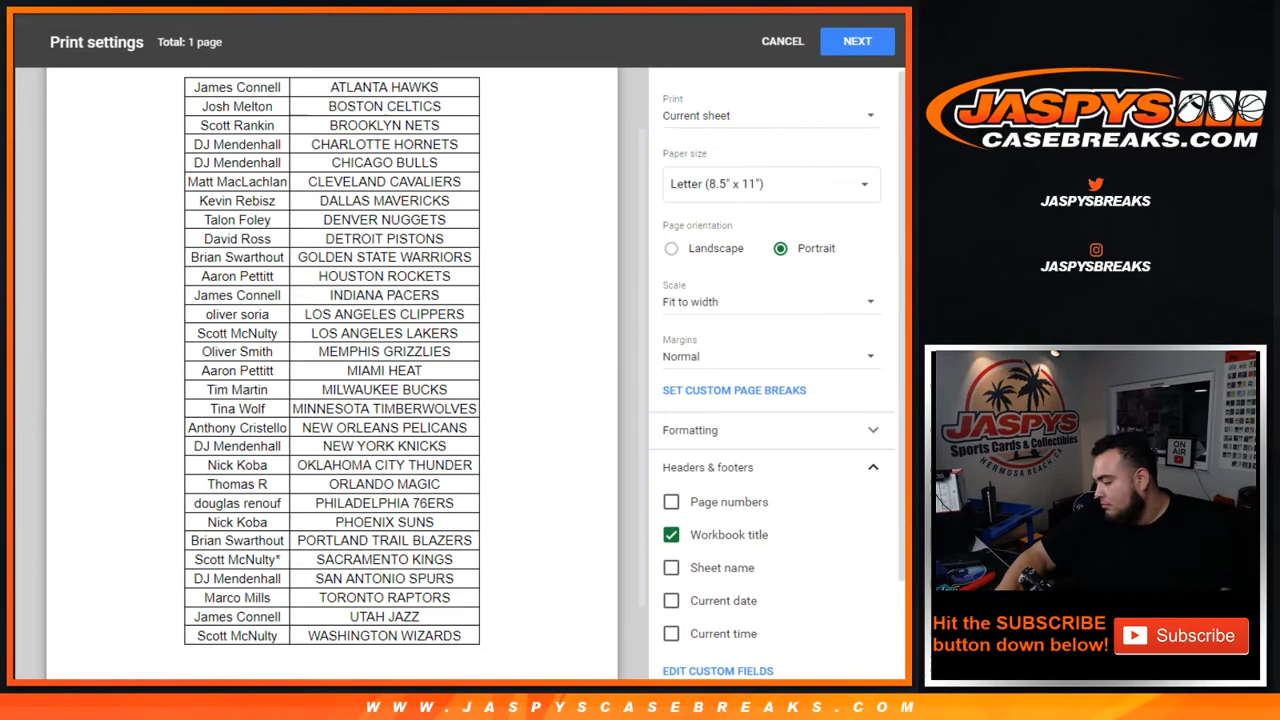 Print settings Total: 1 page CANCEL NEXT
James Connell ATLANTA HAWKS
Josh Melton BOSTON CELTICS
Scott Rankin BROOKLYN NETS
DJ Mendenhall CHARLOTTE HORNETS
DJ Mendenhall CHICAGO BULLS
Matt MacLachlan CLEVELAND CAVALIERS
Kevin Rebisz DALLAS MAVERICKS
Talon Foley DENVER NUGGETS
David Ross DETROIT PISTONS
Brian Swarthout GOLDEN STATE WARRIORS
Aaron Pettitt HOUSTON ROCKETS
James Connell INDIANA PACERS
oliver soria LOS ANGELES CLIPPERS
Scott McNulty LOS ANGELES LAKERS
Oliver Smith MEMPHIS GRIZZLIES
Aaron Pettitt MIAMI HEAT
Tim Martin MILWAUKEE BUCKS
Tina Wolf MINNESOTA TIMBERWOLVES
Anthony Cristello NEW ORLEANS PELICANS
DJ Mendenhall NEW YORK KNICKS
Nick Koba OKLAHOMA CITY THUNDER
Thomas R ORLANDO MAGIC
douglas renouf PHILADELPHIA 76ERS
Nick Koba PHOENIX SUNS
Brian Swarthout PORTLAND TRAIL BLAZERS
Scott McNulty* SACRAMENTO KINGS
DJ Mendenhall SAN ANTONIO SPURS
Marco Mills TORONTO RAPTORS
James Connell UTAH JAZZ
Scott McNulty WASHINGTON WIZARDS
Print
Current sheet
Paper size
Letter (8.5" x 11")
Page orientation
Landscape Portrait
Scale
Fit to width
Margins
Normal
SET CUSTOM PAGE BREAKS
Formatting
Headers & footers
Page numbers
Workbook title
Sheet name
Current date
Current time
EDIT CUSTOM FIELDS
JASPYS
CASEBREAKS.COM
JASPYSBREAKS
JASPYSBREAKS
JASPYS
Sports Cards & Collectibles
HERMOSA BEACH, CA
ON AIR
Hit the SUBSCRIBE
button down below!
Subscribe
WWW.JASPYSCASEBREAKS.COM